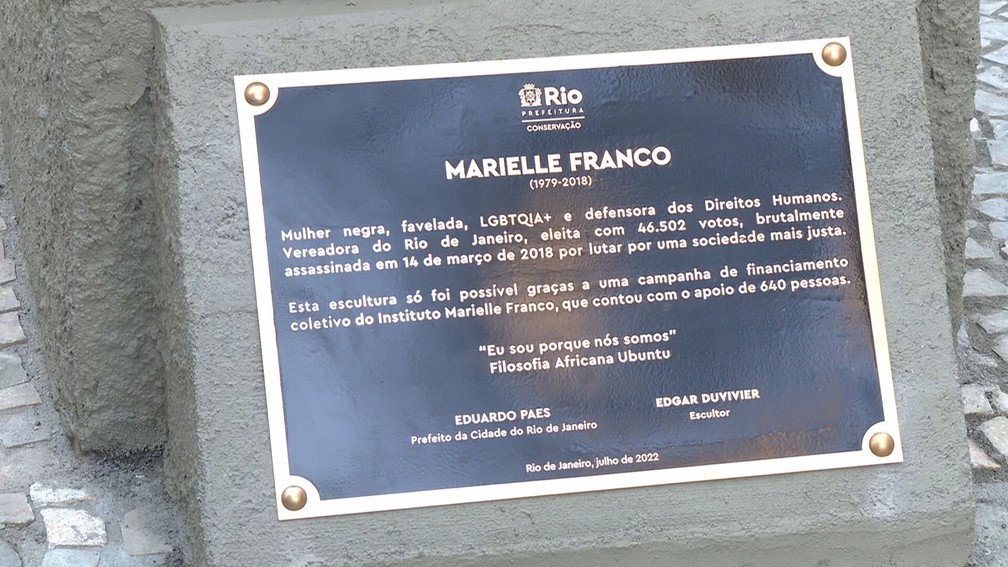 Rio
PREFEITURA
CONSERVAÇÃO
MARIELLE FRANCO
(1979-2018)
Mulher negra, favelada, LGBTQIA+ e defensora dos Direitos Humanos.
Vereadora do Rio de Janeiro, eleita com 46.502 votos, brutalmente
assassinada em 14 de março de 2018 por lutar por uma sociedade mais justa.
Esta escultura só foi possível graças a uma campanha de financiamento
coletivo do Instituto Marielle Franco, que contou com o apoio de 640 pessoas.
“Eu sou porque nós somos”
Filosofia Africana Ubuntu
EDUARDO PAES
Prefeito da Cidade do Rio de Janeiro
EDGAR DUVIVIER
Escultor
Rio de Janeiro, julho de 2022